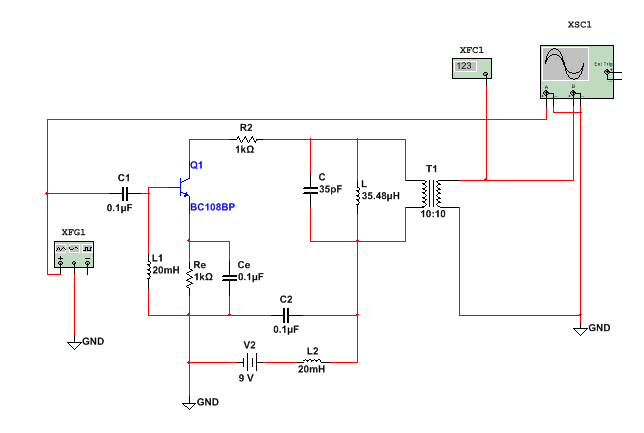 XSC1
XFC1
123
Ext Trig
A
B
R2
1kΩ
Q1
BC108BP
C1
0.1µF
C
35pF
L
35.48µH
T1
10:10
XFG1
L1
20mH
Re
1kΩ
Ce
0.1µF
C2
0.1µF
GND
GND
V2
9 V
L2
20mH
GND